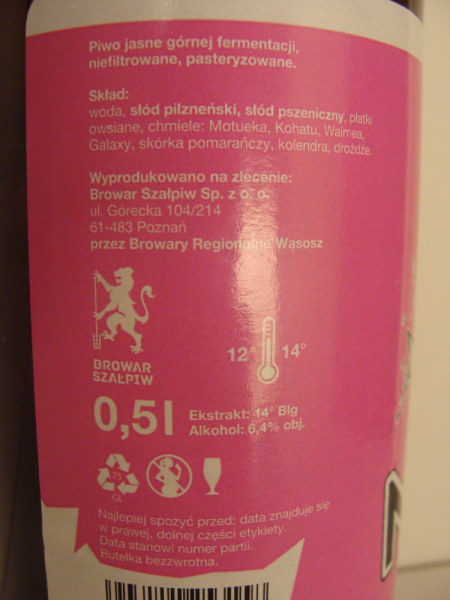 Piwo jasne górnej fermentacji,
niefiltrowane, pasteryzowane.
Skład:
woda, słód pilzneński, słód pszeniczny, płatki
owsiane, chmiele: Motueka, Kohatu, Waimea,
Galaxy, skórka pomarańczy, kolendra, drożdże.
Wyprodukowano na zlecenie:
Browar Szałpiw Sp. z o. o.
ul. Górecka 104/214
61-483 Poznań
przez Browary Regionalne Wąsosz
BROWAR
SZAŁPIW
12° 14°
0,5l
Ekstrakt: 14° Blg
Alkohol: 6,4% obj.
75
GL
Najlepiej spożyć przed: data znajduje się
w prawej, dolnej części etykiety.
Data stanowi numer partii.
Butelka bezzwrotna.